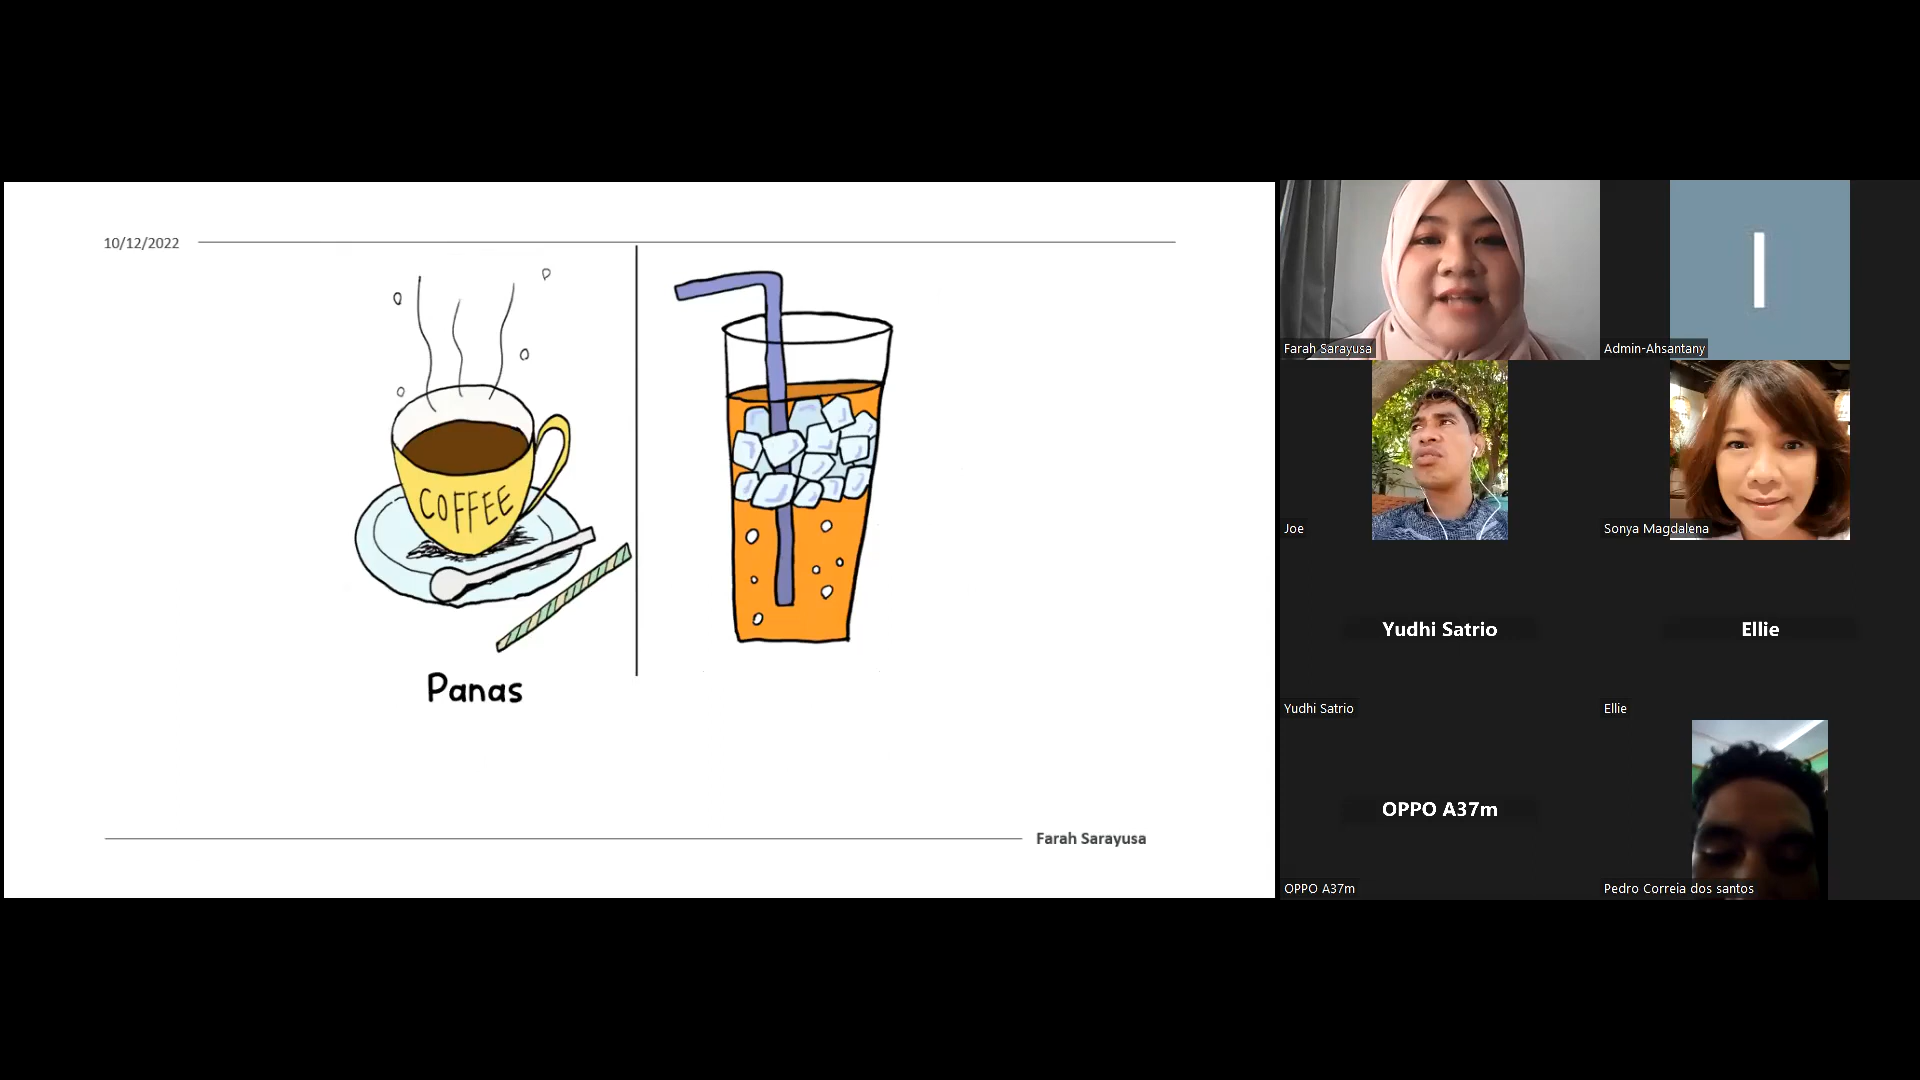 10/12/2022
COFFEE
Panas
Farah Sarayusa
Farah Sarayusa
Admin-Ahsantany
Joe
Sonya Magdalena
Yudhi Satrio
Ellie
Yudhi Satrio
Ellie
OPPO A37m
OPPO A37m
Pedro Correia dos santos